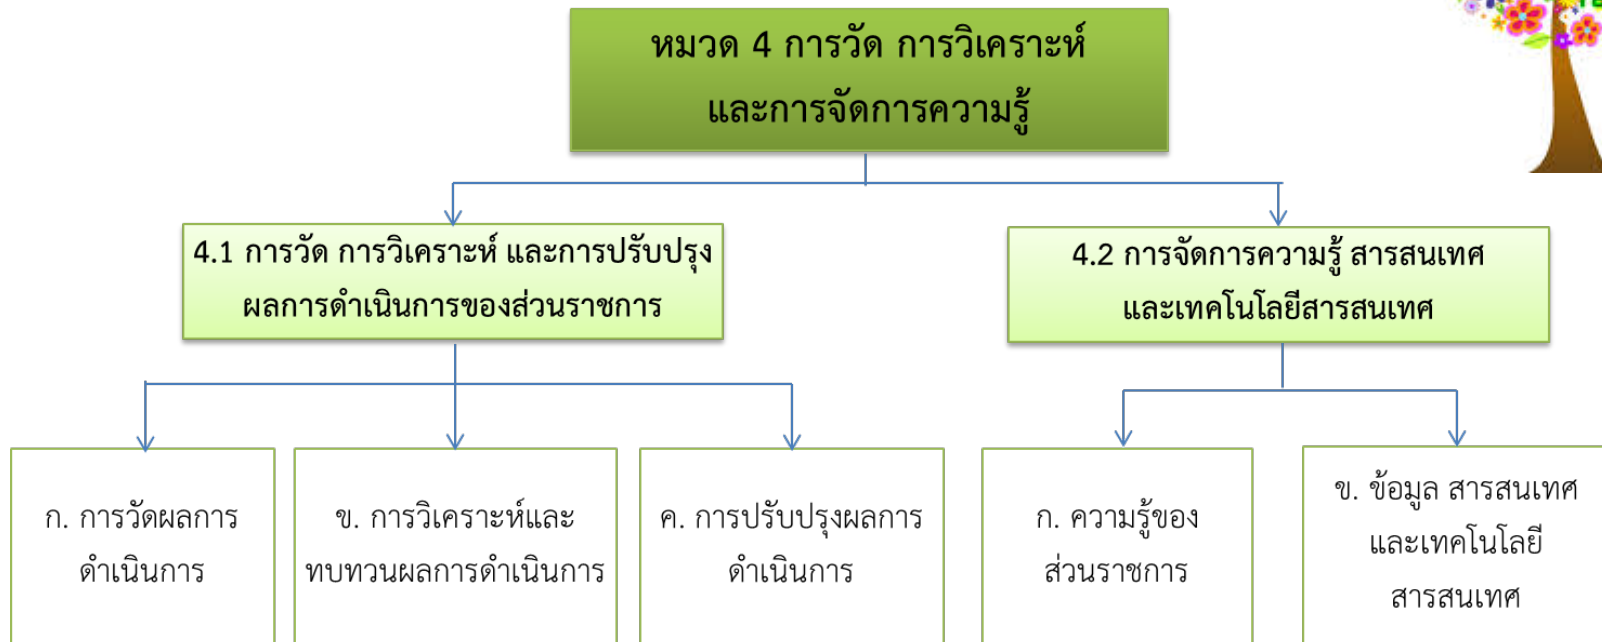 หมวด 4 การวัด การวิเคราะห์
และการจัดการความรู้
4.1 การวัด การวิเคราะห์ และการปรับปรุง
ผลการดำเนินการของส่วนราชการ
4.2 การจัดการความรู้ สารสนเทศ
และเทคโนโลยีสารสนเทศ
ก. การวัดผลการ
ดำเนินการ
ข. การวิเคราะห์และ
ทบทวนผลการดำเนินการ
ค. การปรับปรุงผลการ
ดำเนินการ
ก. ความรู้ของ
ส่วนราชการ
ข. ข้อมูล สารสนเทศ
และเทคโนโลยี
สารสนเทศ